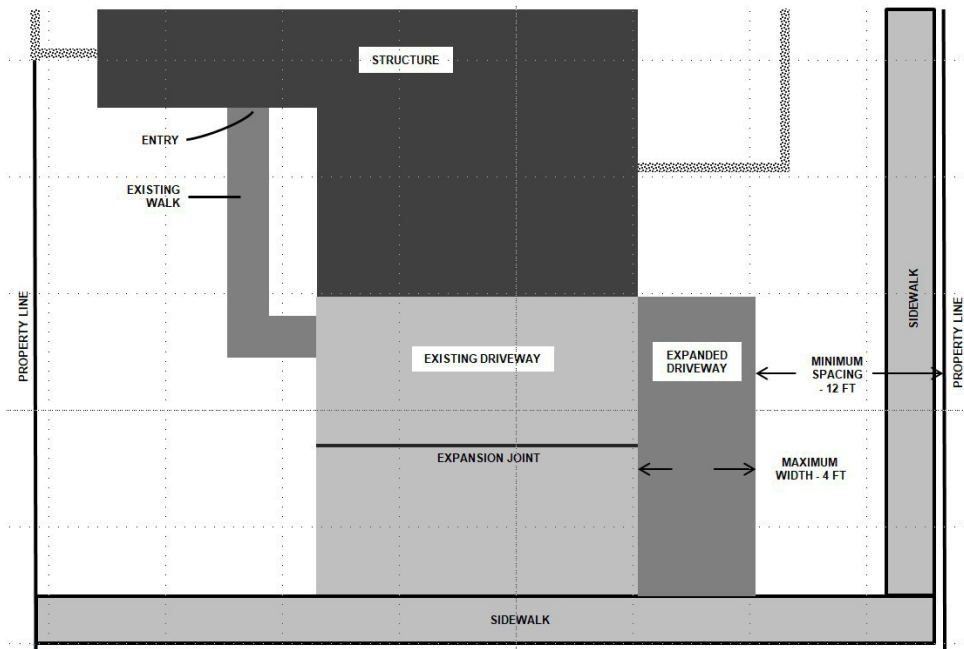 STRUCTURE
ENTRY
EXISTING
WALK
PROPERTY LINE
SIDEWALK
PROPERTY LINE
EXISTING DRIVEWAY
EXPANDED
DRIVEWAY
MINIMUM
SPACING
- 12 FT
EXPANSION JOINT
MAXIMUM
WIDTH - 4 FT
SIDEWALK